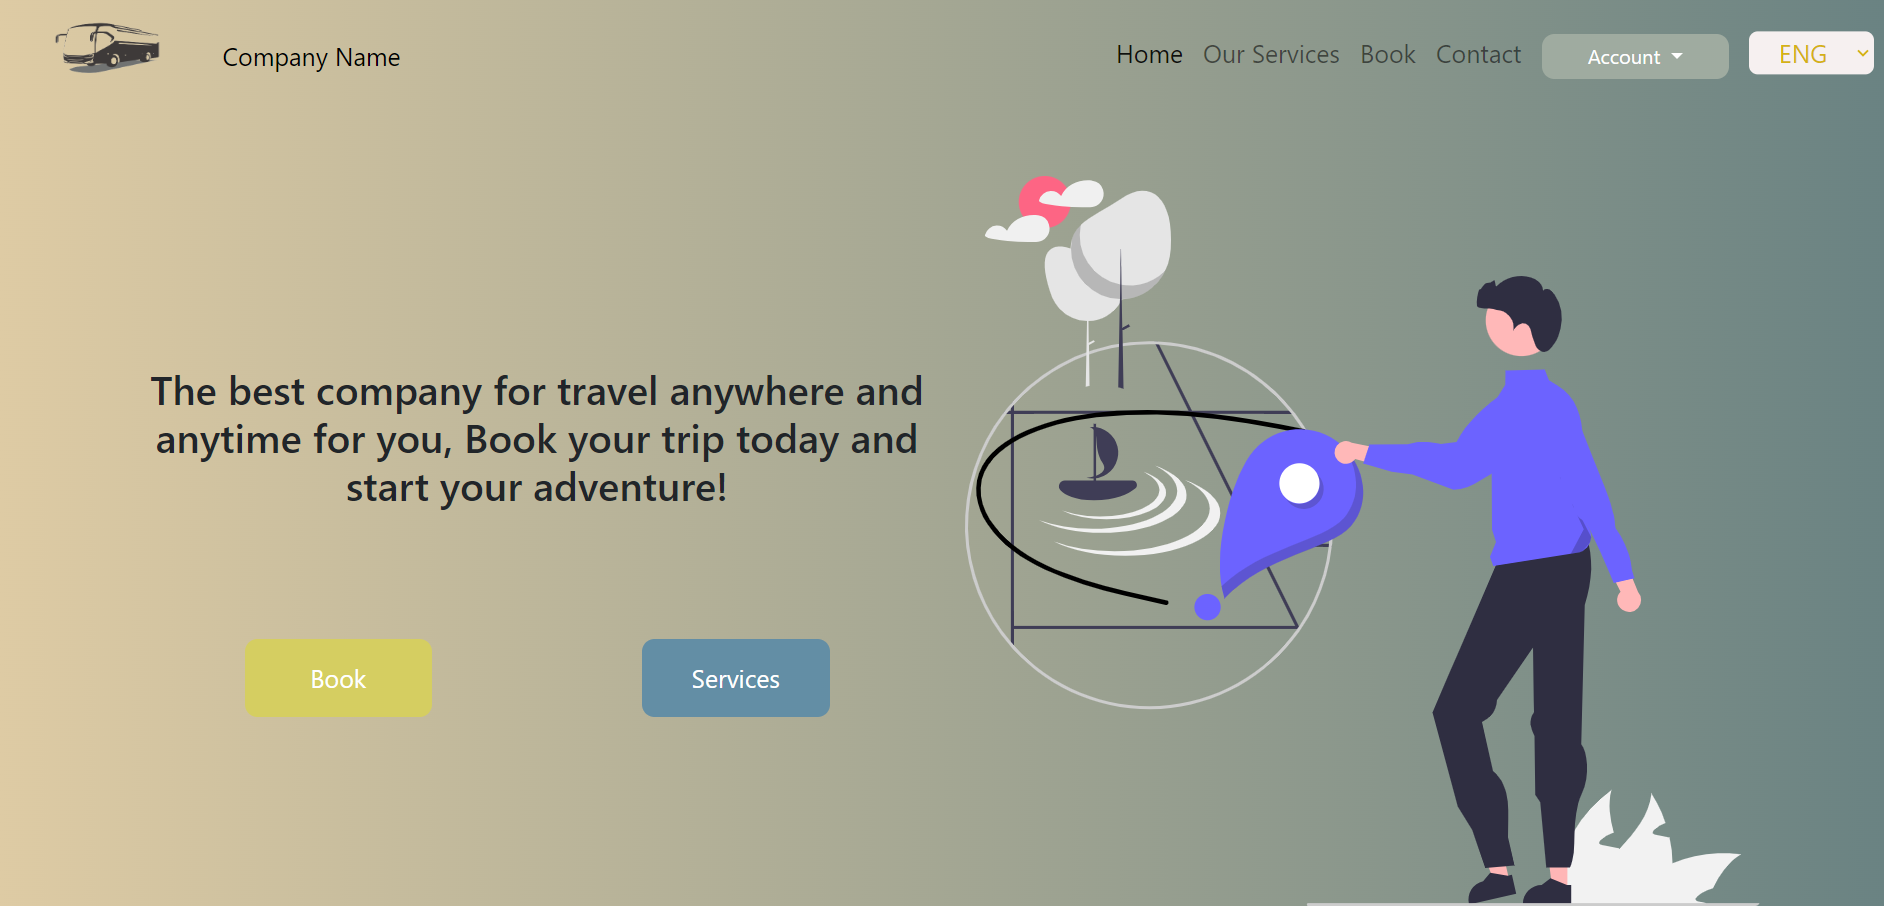 Company Name
Home Our Services Book Contact Account ENG
The best company for travel anywhere and
anytime for you, Book your trip today and
start your adventure!
Book
Services